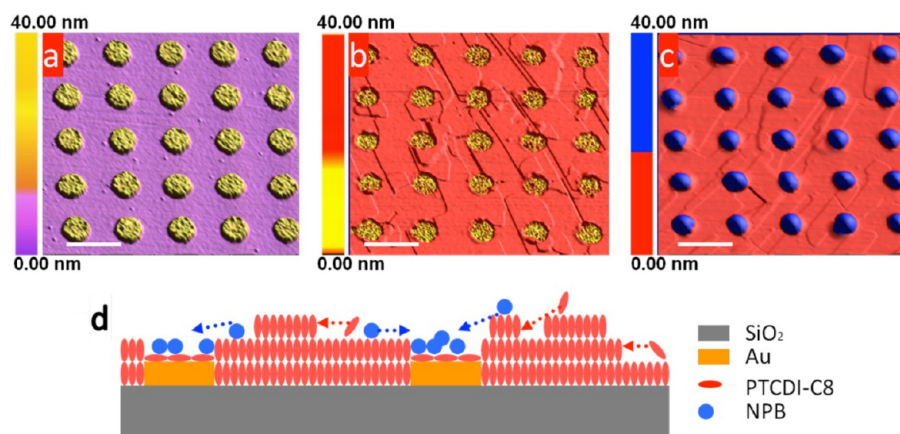 40.00 nm
40.00 nm
40.00 nm
a
b
c
0.00 nm
0.00 nm
0.00 nm
d
SiO₂
Au
PTCDI-C8
NPB